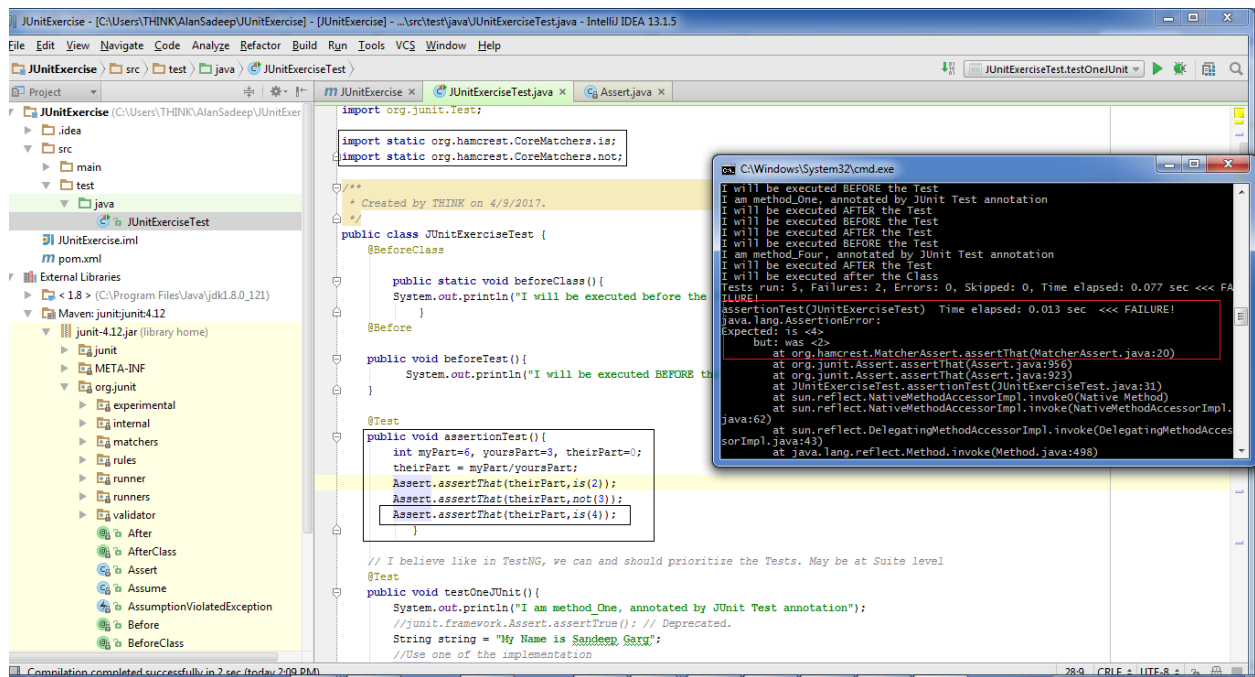 JUnitExercise - [C:\Users\THINK\AlanSadeep\JUnitExercise] - [JUnitExercise] - ...\src\test\java\JUnitExerciseTest.java - IntelliJ IDEA 13.1.5
File Edit View Navigate Code Analyze Refactor Build Run Tools VCS Window Help
JUnitExercise src test java JUnitExerciseTest
JUnitExerciseTest.testOneJUnit
Project
JUnitExercise (C:\Users\THINK\AlanSadeep\JUnitExer
.idea
src
main
test
java
JUnitExerciseTest
JUnitExercise.iml
m pom.xml
External Libraries
< 1.8 > (C:\Program Files\Java\jdk1.8.0_121)
Maven: junit:junit:4.12
junit-4.12.jar (library home)
junit
META-INF
org.junit
experimental
internal
matchers
rules
runner
runners
validator
After
AfterClass
Assert
Assume
AssumptionViolatedException
Before
BeforeClass
m JUnitExercise × JUnitExerciseTest.java × Assert.java ×
import org.junit.Test;
import static org.hamcrest.CoreMatchers.is;
import static org.hamcrest.CoreMatchers.not;
/**
* Created by THINK on 4/9/2017.
*/
public class JUnitExerciseTest {
@BeforeClass
public static void beforeClass(){
System.out.println("I will be executed before the
}
@Before
public void beforeTest(){
System.out.println("I will be executed BEFORE th
}
@Test
public void assertionTest(){
int myPart=6, yoursPart=3, theirPart=0;
theirPart = myPart/yoursPart;
Assert.assertThat(theirPart,is(2));
Assert.assertThat(theirPart,not(3));
Assert.assertThat(theirPart,is(4));
}
// I believe like in TestNG, we can and should prioritize the Tests. May be at Suite level
@Test
public void testOneJUnit(){
System.out.println("I am method_One, annotated by JUnit Test annotation");
//junit.framework.Assert.assertTrue(); // Deprecated.
String string = "My Name is Sandeep Garg";
//Use one of the implementation
C:\Windows\System32\cmd.exe
I will be executed BEFORE the Test
I am method_One, annotated by JUnit Test annotation
I will be executed AFTER the Test
I will be executed BEFORE the Test
I will be executed AFTER the Test
I will be executed BEFORE the Test
I am method_Four, annotated by JUnit Test annotation
I will be executed AFTER the Test
I will be executed after the Class
Tests run: 5, Failures: 2, Errors: 0, Skipped: 0, Time elapsed: 0.077 sec <<< FA
ILURE!
assertionTest(JUnitExerciseTest) Time elapsed: 0.013 sec <<< FAILURE!
java.lang.AssertionError:
Expected: is <4>
but: was <2>
at org.hamcrest.MatcherAssert.assertThat(MatcherAssert.java:20)
at org.junit.Assert.assertThat(Assert.java:956)
at org.junit.Assert.assertThat(Assert.java:923)
at JUnitExerciseTest.assertionTest(JUnitExerciseTest.java:31)
at sun.reflect.NativeMethodAccessorImpl.invoke0(Native Method)
at sun.reflect.NativeMethodAccessorImpl.invoke(NativeMethodAccessorImpl.
java:62)
at sun.reflect.DelegatingMethodAccessorImpl.invoke(DelegatingMethodAcces
sorImpl.java:43)
at java.lang.reflect.Method.invoke(Method.java:498)
Compilation completed successfully in 2 sec (today 2:09 PM)
28:9 CRLF UTF-8